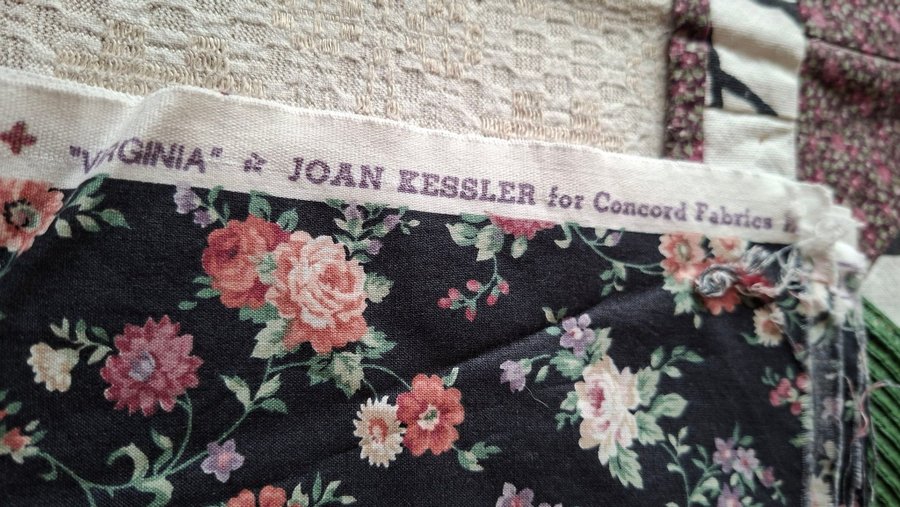 "VIRGINIA" JOAN KESSLER for Concord Fabrics